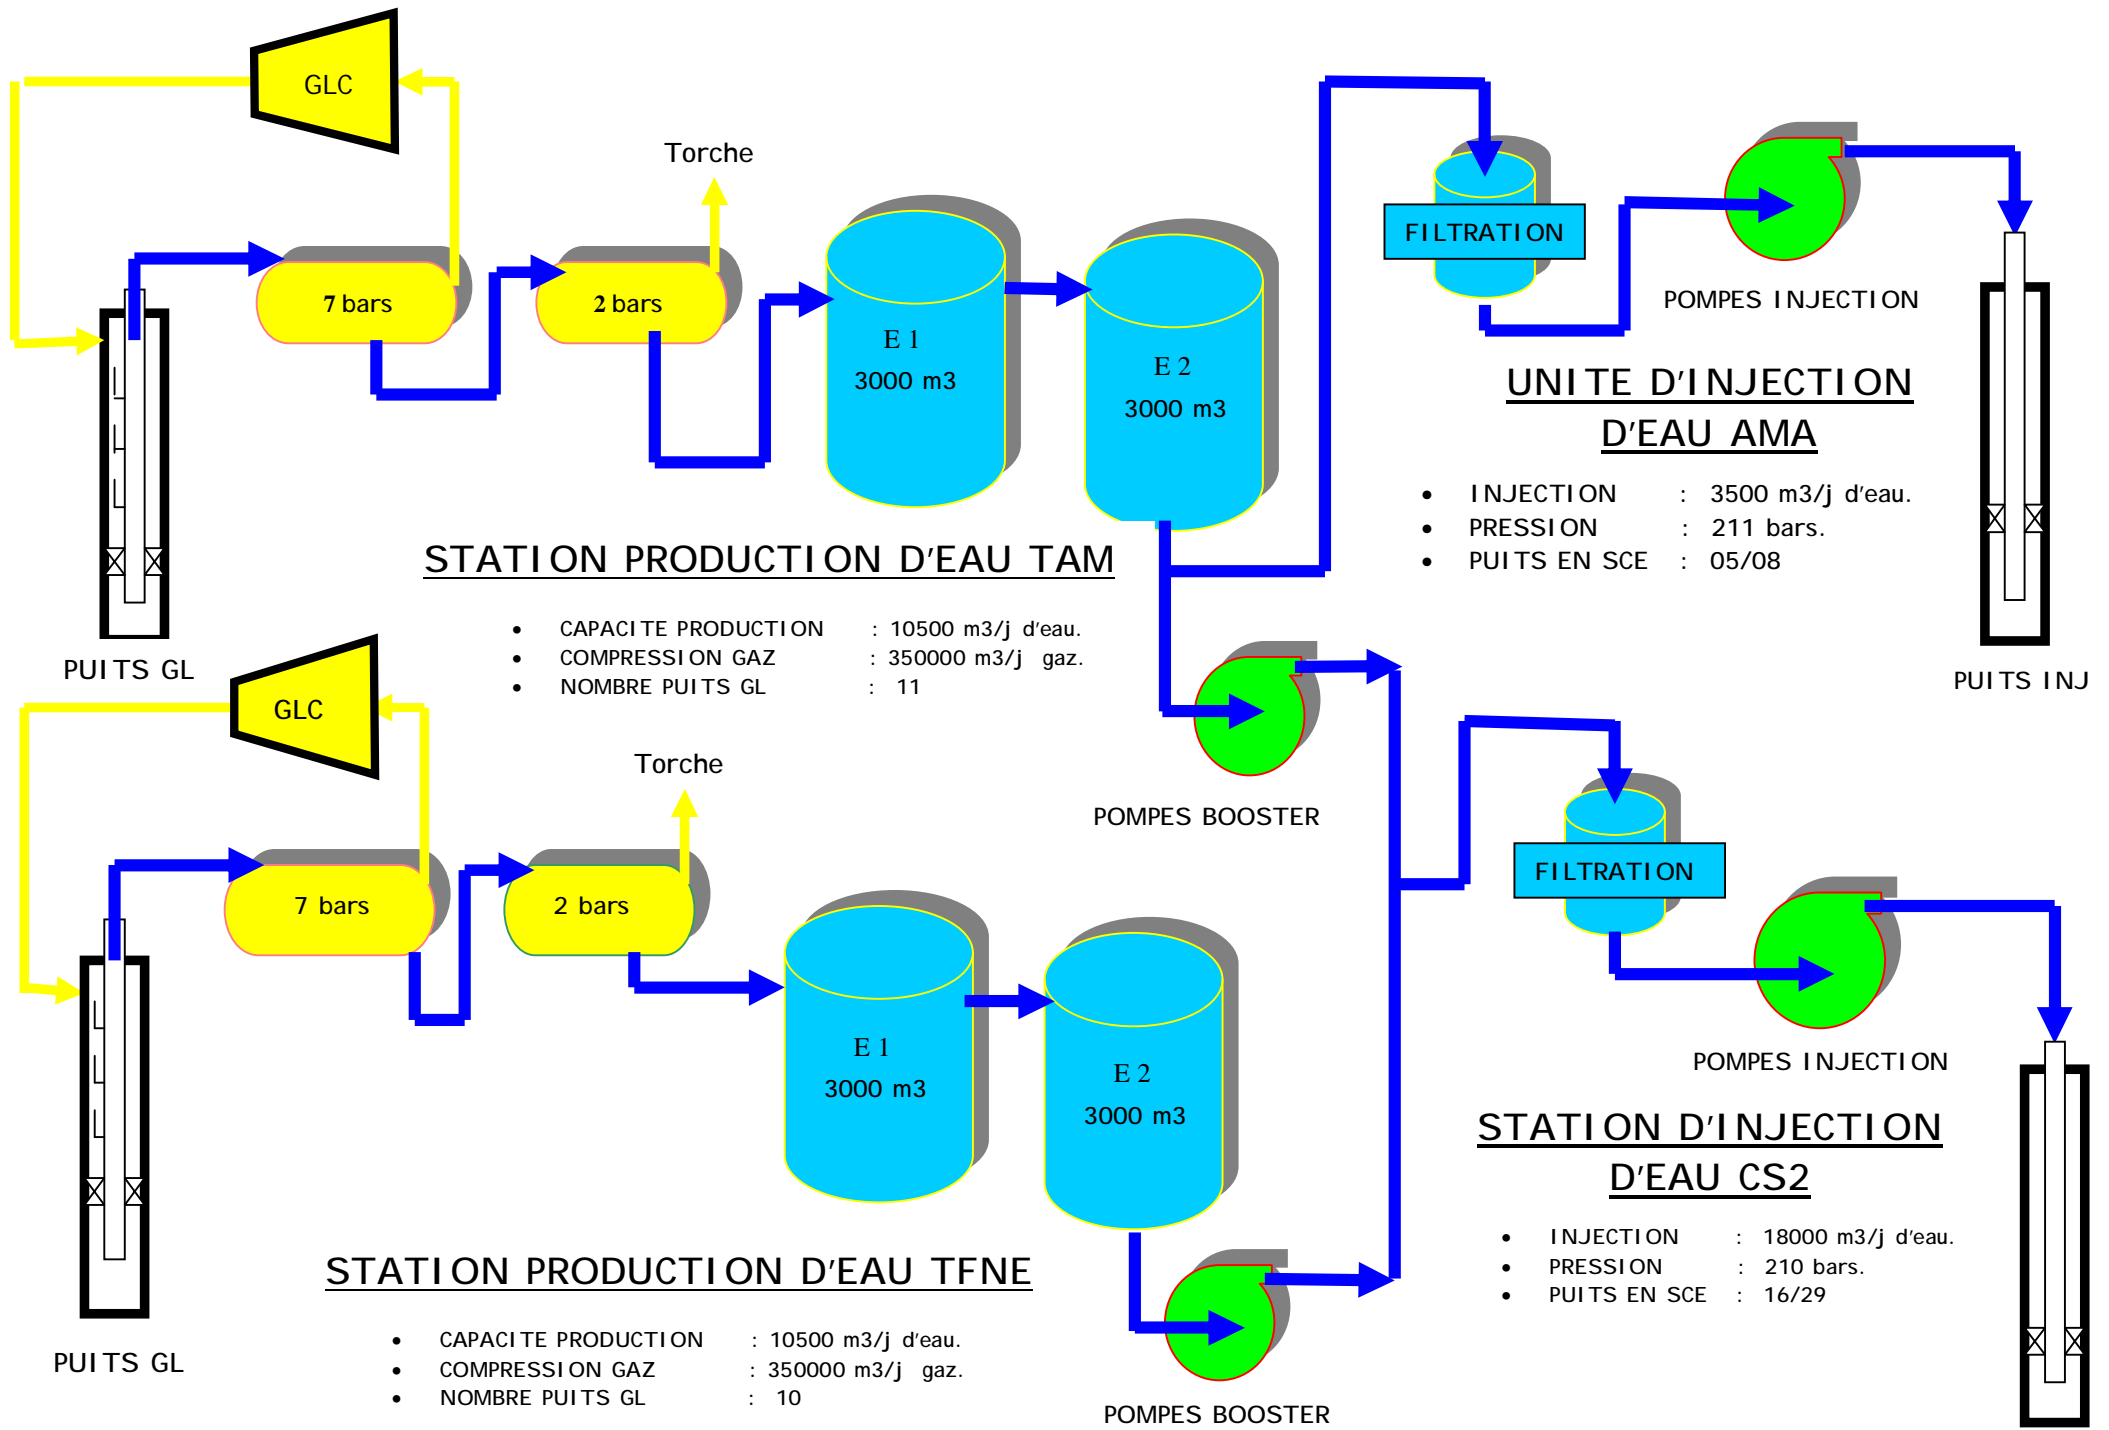 GLC
Torche
7 bars
2 bars
E 1
3000 m3
E 2
3000 m3
PUITS GL
STATION PRODUCTION D'EAU TAM
• CAPACITE PRODUCTION : 10500 m3/j d'eau.
• COMPRESSION GAZ : 350000 m3/j gaz.
• NOMBRE PUITS GL : 11
FILTRATION
POMPES INJECTION
UNITE D'INJECTION
D'EAU AMA
• INJECTION : 3500 m3/j d'eau.
• PRESSION : 211 bars.
• PUITS EN SCE : 05/08
PUITS INJ
POMPES BOOSTER
GLC
Torche
7 bars
2 bars
E 1
3000 m3
E 2
3000 m3
PUITS GL
STATION PRODUCTION D'EAU TFNE
• CAPACITE PRODUCTION : 10500 m3/j d'eau.
• COMPRESSION GAZ : 350000 m3/j gaz.
• NOMBRE PUITS GL : 10
POMPES BOOSTER
FILTRATION
POMPES INJECTION
STATION D'INJECTION
D'EAU CS2
• INJECTION : 18000 m3/j d'eau.
• PRESSION : 210 bars.
• PUITS EN SCE : 16/29